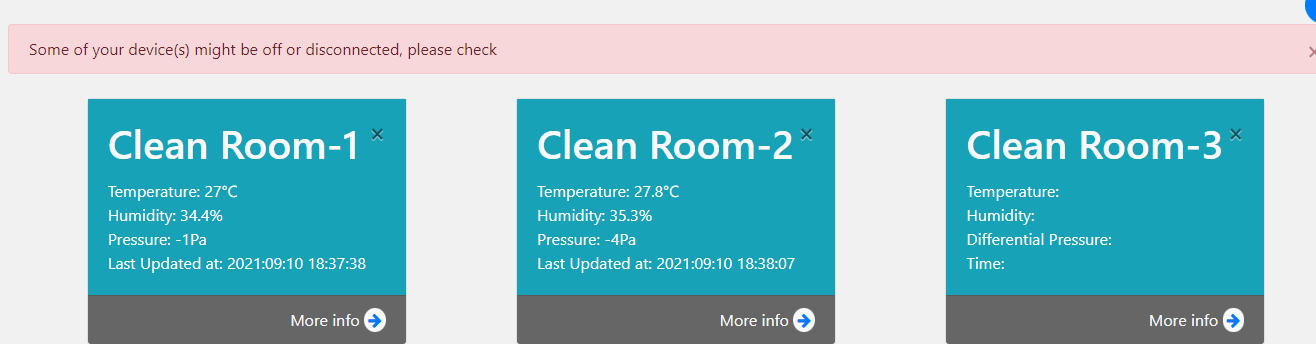 Some of your device(s) might be off or disconnected, please check
×
Clean Room-1 ×
Temperature: 27°C
Humidity: 34.4%
Pressure: -1Pa
Last Updated at: 2021:09:10 18:37:38
More info
Clean Room-2 ×
Temperature: 27.8°C
Humidity: 35.3%
Pressure: -4Pa
Last Updated at: 2021:09:10 18:38:07
More info
Clean Room-3 ×
Temperature:
Humidity:
Differential Pressure:
Time:
More info